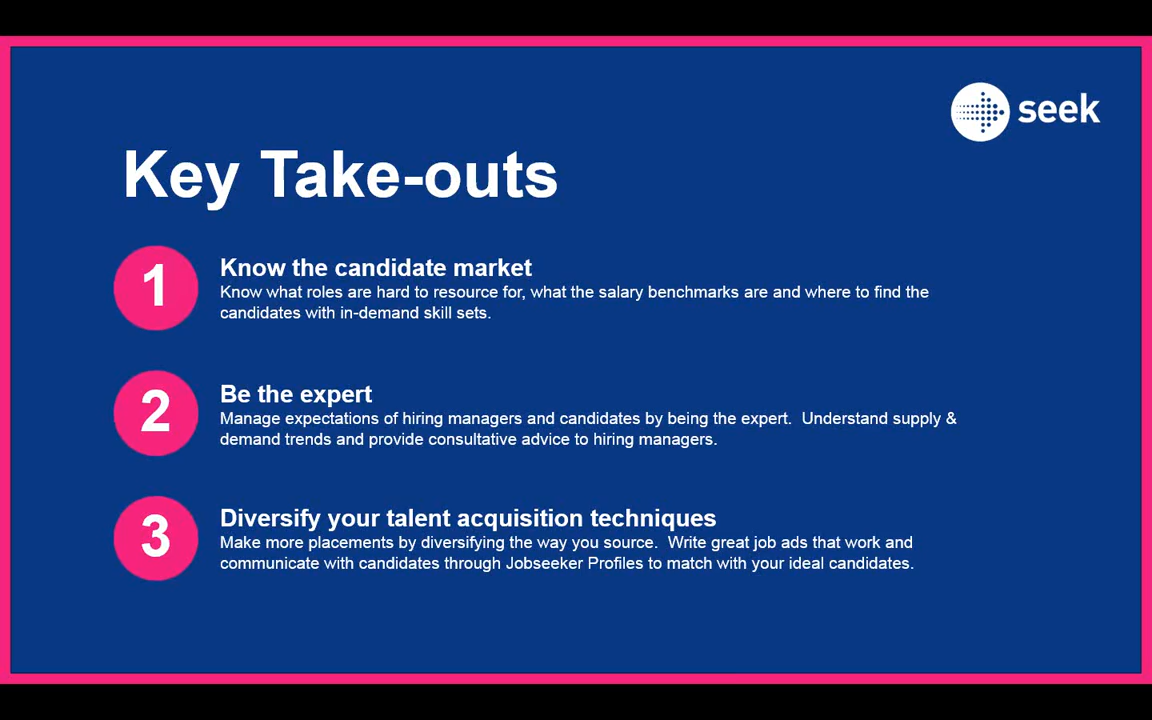 seek
Key Take-outs
1
Know the candidate market
Know what roles are hard to resource for, what the salary benchmarks are and where to find the
candidates with in-demand skill sets.
2
Be the expert
Manage expectations of hiring managers and candidates by being the expert.  Understand supply &
demand trends and provide consultative advice to hiring managers.
3
Diversify your talent acquisition techniques
Make more placements by diversifying the way you source.  Write great job ads that work and
communicate with candidates through Jobseeker Profiles to match with your ideal candidates.